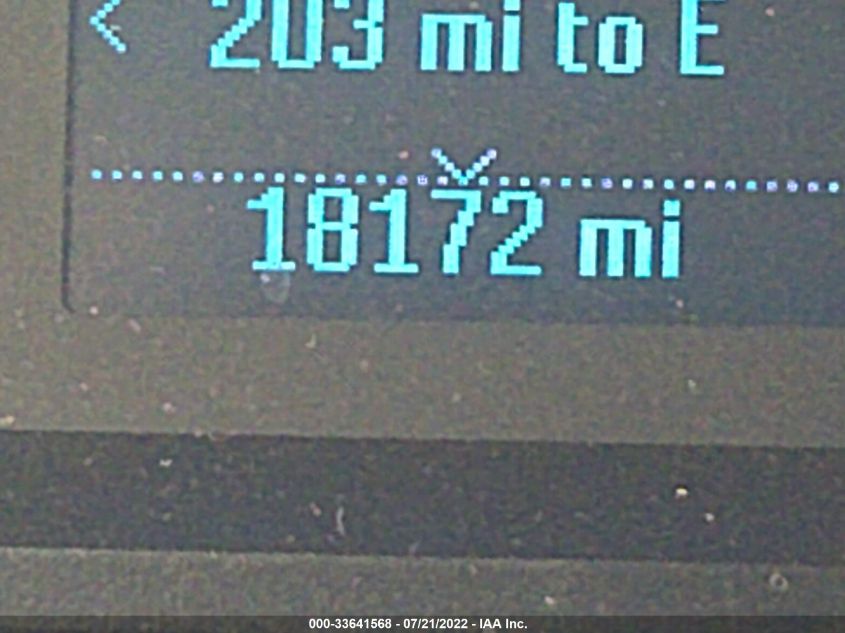 < 203 mi to E
18172 mi
000-33641568 - 07/21/2022 - IAA Inc.